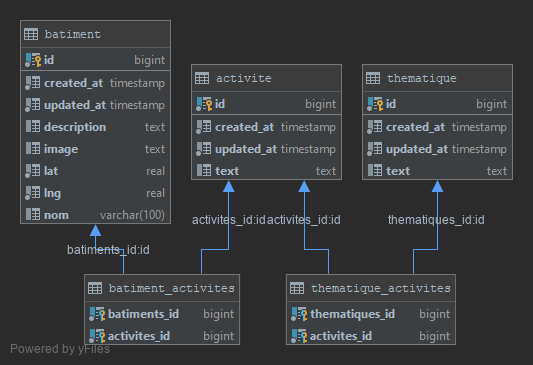 batiment
id bigint
created_at timestamp
updated_at timestamp
description text
image text
lat real
lng real
nom varchar(100)
activite
id bigint
created_at timestamp
updated_at timestamp
text text
thematique
id bigint
created_at timestamp
updated_at timestamp
text text
batiments_id:id
activites_id:id
activites_id:id
thematiques_id:id
batiment_activites
batiments_id bigint
activites_id bigint
thematique_activites
thematiques_id bigint
activites_id bigint
Powered by yFiles